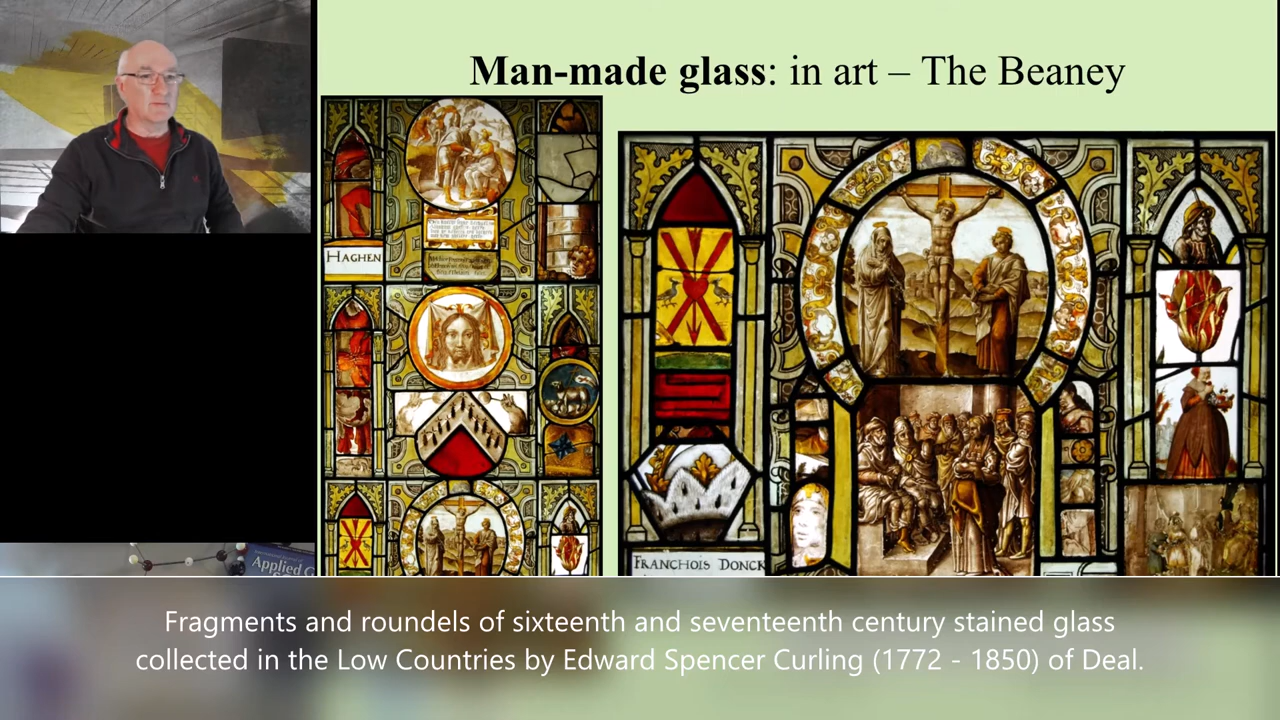 Man-made glass: in art – The Beaney
HAGHEN
FRANCHOIS DONCK
Applied
Fragments and roundels of sixteenth and seventeenth century stained glass
collected in the Low Countries by Edward Spencer Curling (1772 - 1850) of Deal.